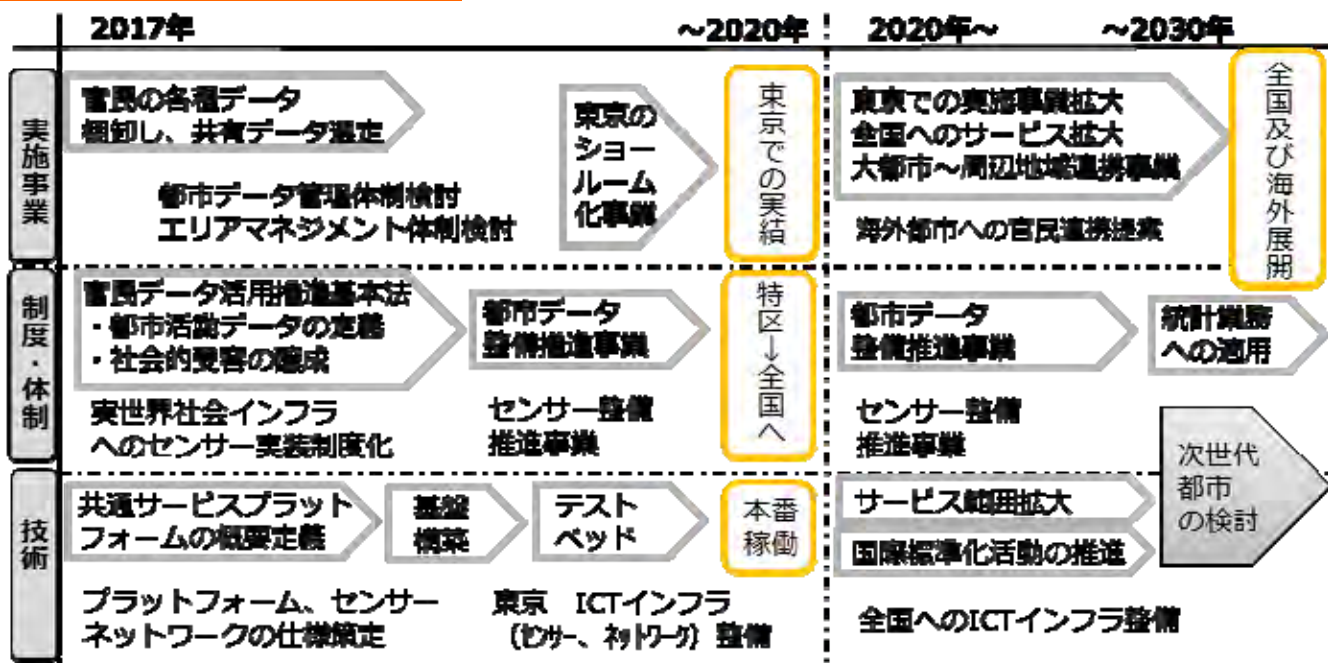 2017年 ～2020年 2020年～ ～2030年
実施事業
官民の各種データ
棚卸し、共有データ選定
都市データ管理体制検討
エリアマネジメント体制検討
東京の
ショー
ルーム
化事業
東京での実績
東京での実施事業拡大
全国へのサービス拡大
大都市～周辺地域連携事業
海外都市への官民連携提案
全国及び海外展開
制度・体制
官民データ活用推進基本法
・都市活動データの定義
・社会的受容の醸成
実世界社会インフラ
へのセンサー実装制度化
都市データ
整備推進事業
センサー整備
推進事業
特区→全国へ
都市データ
整備推進事業
センサー整備
推進事業
統計業務
への適用
次世代
都市
の検討
技術
共通サービスプラット
フォームの概要定義
基盤
構築
テスト
ベッド
本番
稼働
プラットフォーム、センサー
ネットワークの仕様策定
東京 ICTインフラ
(ｾﾝｻｰ、ﾈｯﾄﾜｰｸ) 整備
サービス範囲拡大
国際標準化活動の推進
全国へのICTインフラ整備